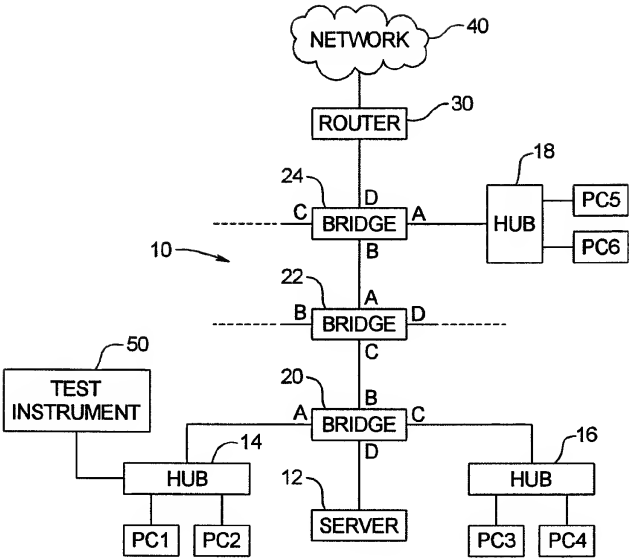 NETWORK
40
30
ROUTER
18
24
D
C
BRIDGE
A
HUB
PC5
PC6
B
10
22
A
B
BRIDGE
D
C
50
TEST
INSTRUMENT
20
B
A
BRIDGE
C
D
14
HUB
12
16
HUB
PC1
PC2
SERVER
PC3
PC4